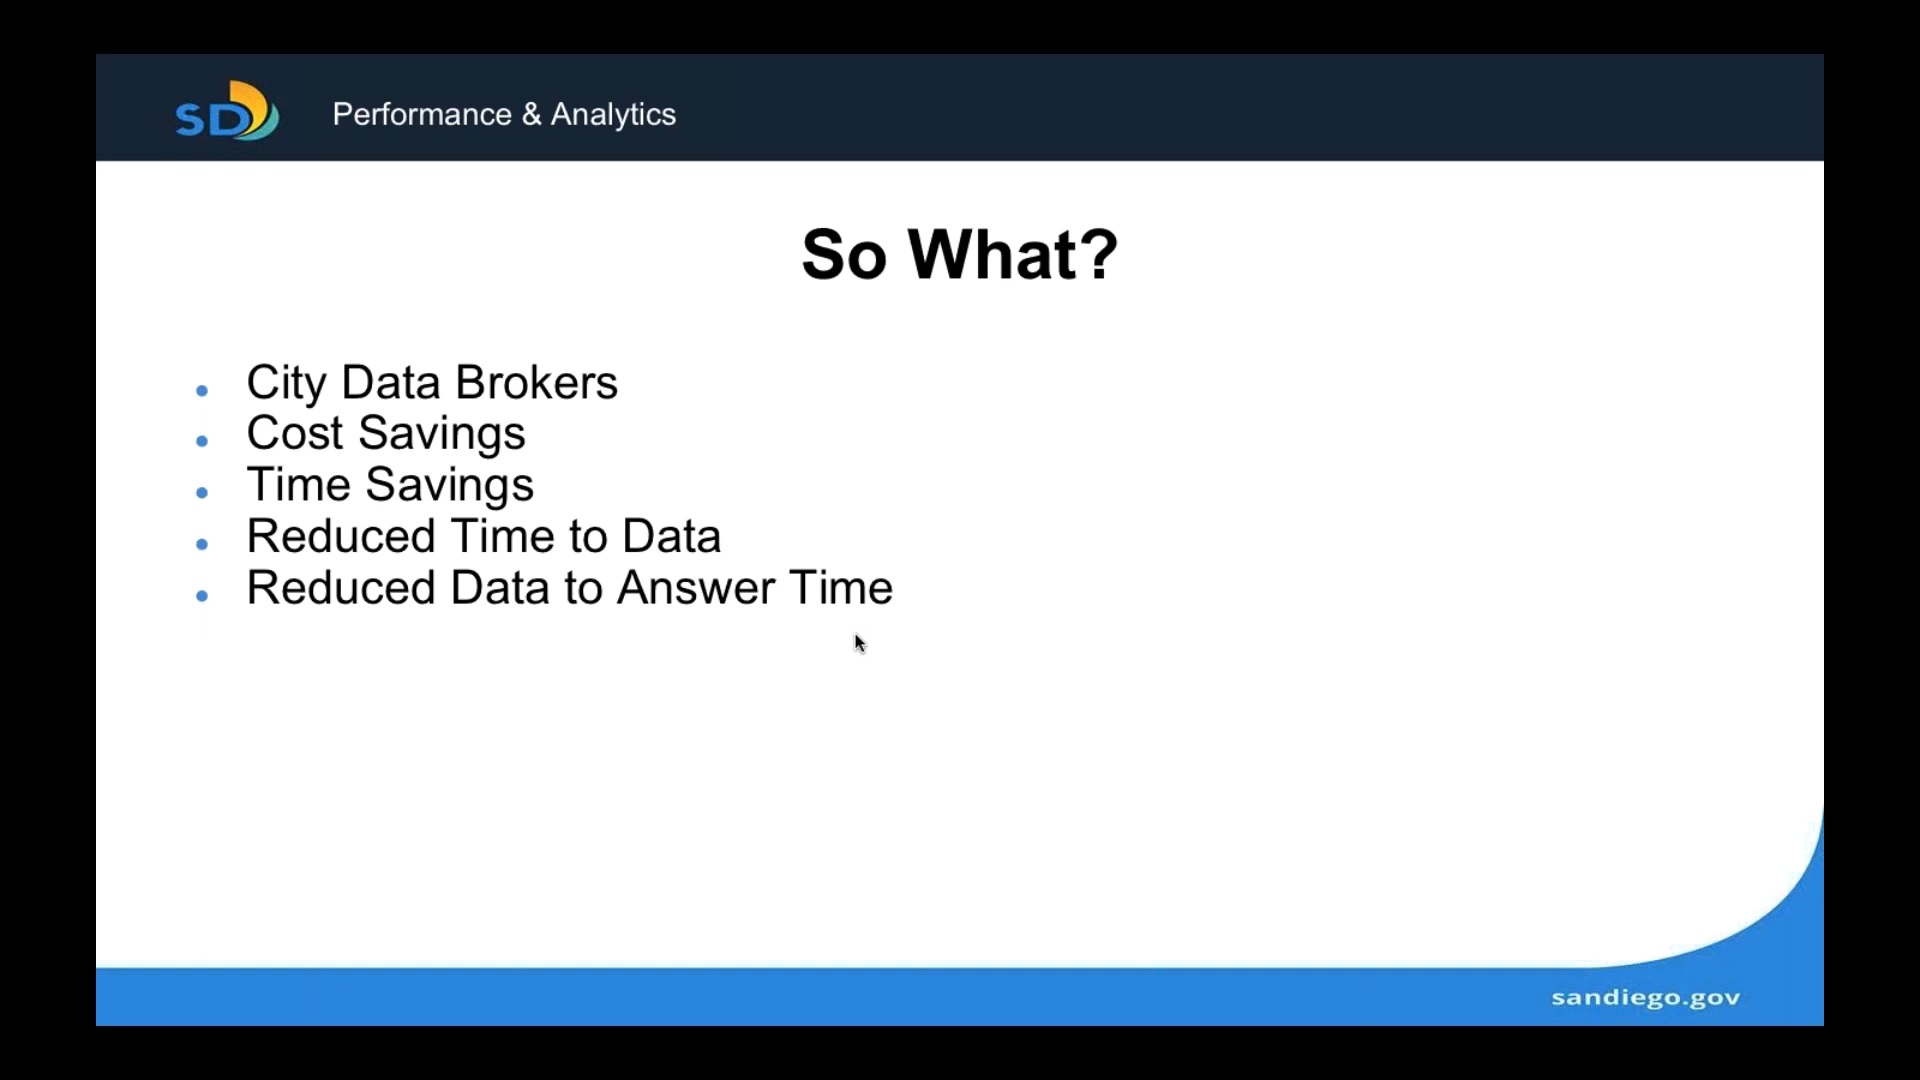 SD
Performance & Analytics
So What?
City Data Brokers
Cost Savings
Time Savings
Reduced Time to Data
Reduced Data to Answer Time
sandiego.gov